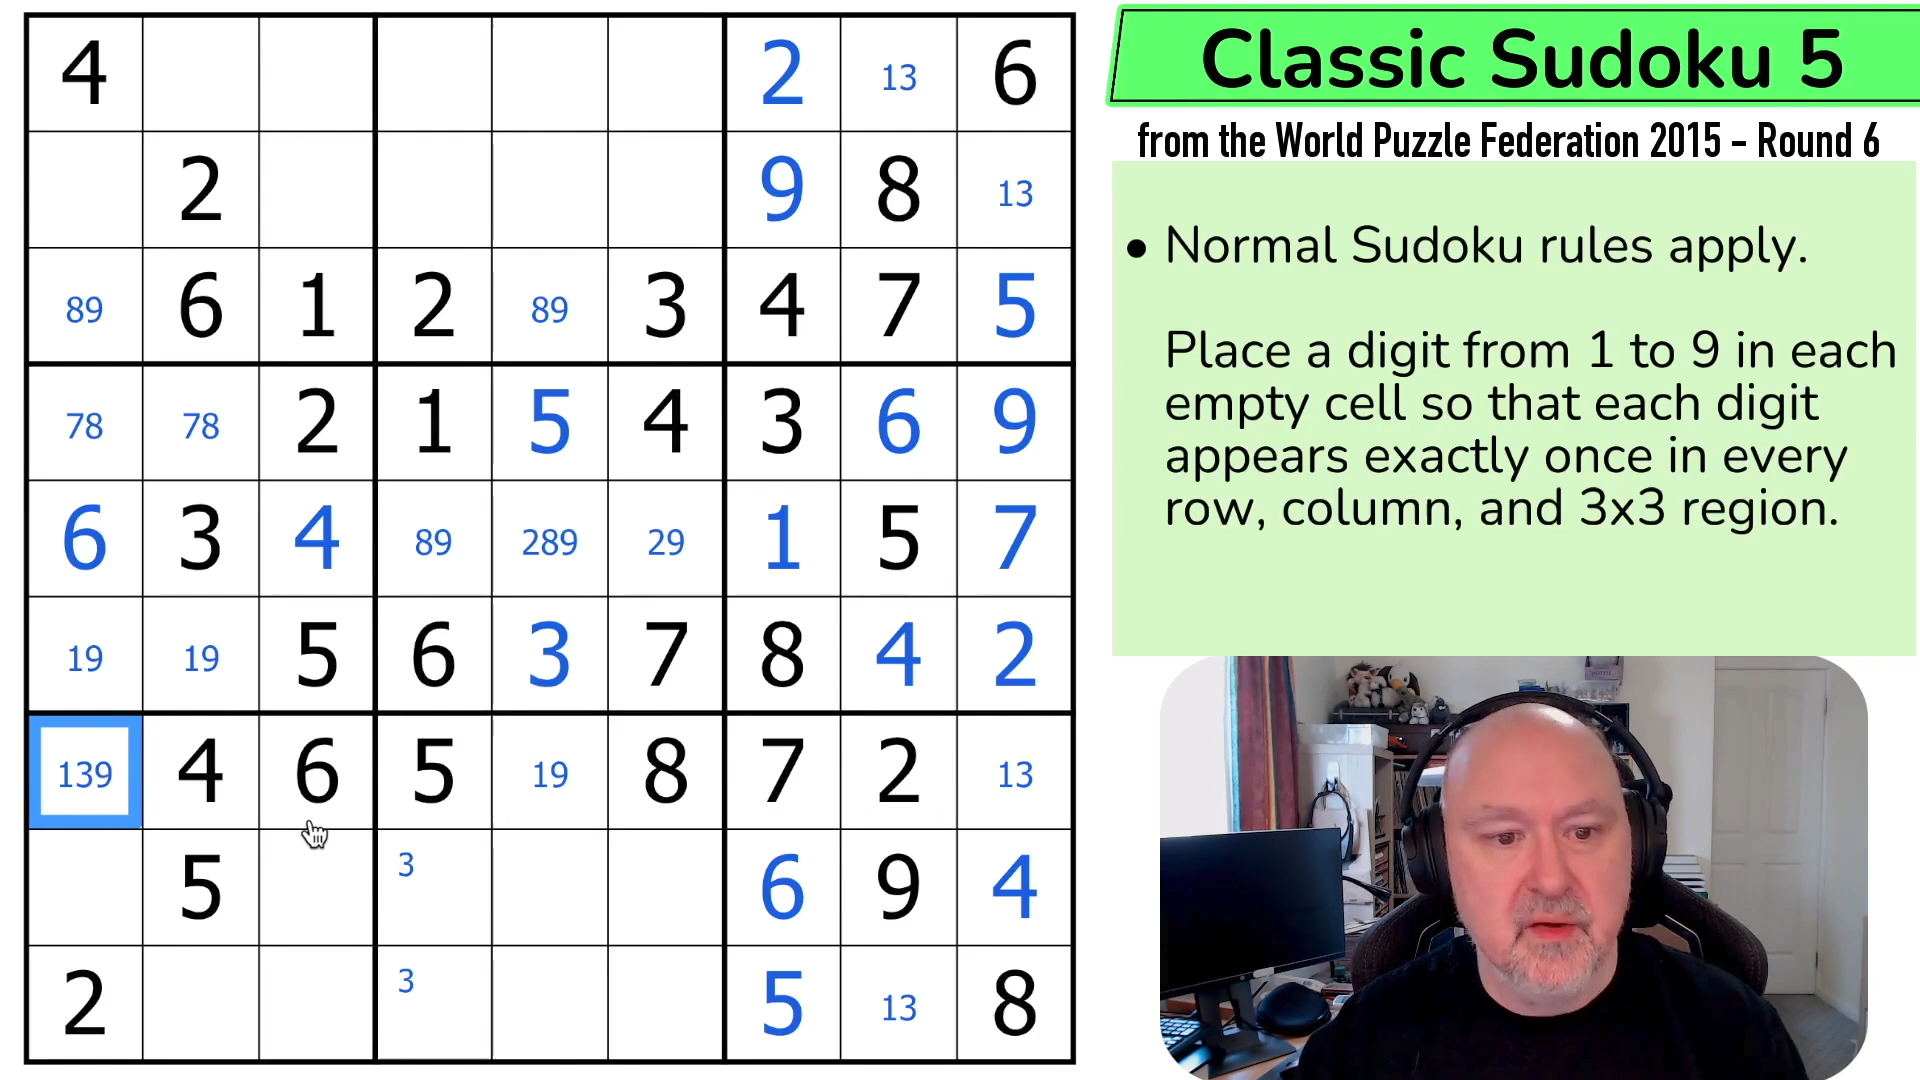 Classic Sudoku 5
from the World Puzzle Federation 2015 - Round 6
• Normal Sudoku rules apply.
Place a digit from 1 to 9 in each
empty cell so that each digit
appears exactly once in every
row, column, and 3x3 region.
4 2 13 6
2 9 8 13
89 6 1 2 89 3 4 7 5
78 78 2 1 5 4 3 6 9
6 3 4 89 289 29 1 5 7
19 19 5 6 3 7 8 4 2
139 4 6 5 19 8 7 2 13
5 3 6 9 4
2 3 5 13 8